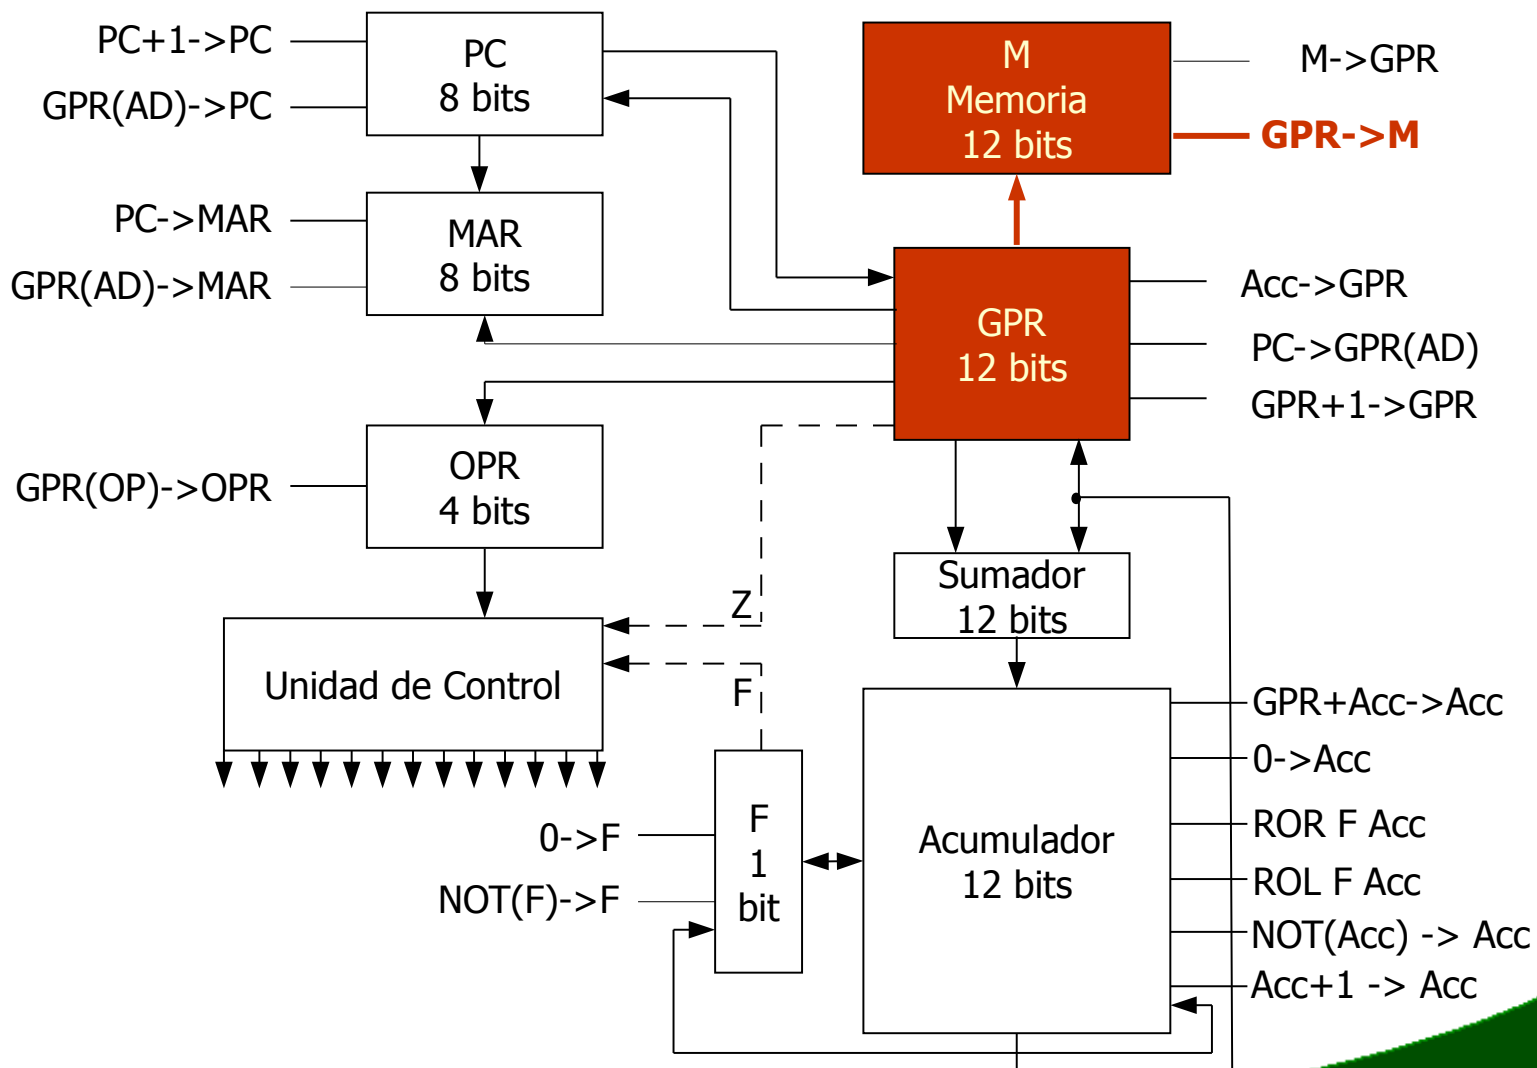 PC+1->PC
GPR(AD)->PC
PC
8 bits
M
Memoria
12 bits
M->GPR
GPR->M
PC->MAR
GPR(AD)->MAR
MAR
8 bits
GPR
12 bits
Acc->GPR
PC->GPR(AD)
GPR+1->GPR
GPR(OP)->OPR
OPR
4 bits
Sumador
12 bits
Z
F
Unidad de Control
0->F
NOT(F)->F
F
1
bit
Acumulador
12 bits
GPR+Acc->Acc
0->Acc
ROR F Acc
ROL F Acc
NOT(Acc) -> Acc
Acc+1 -> Acc